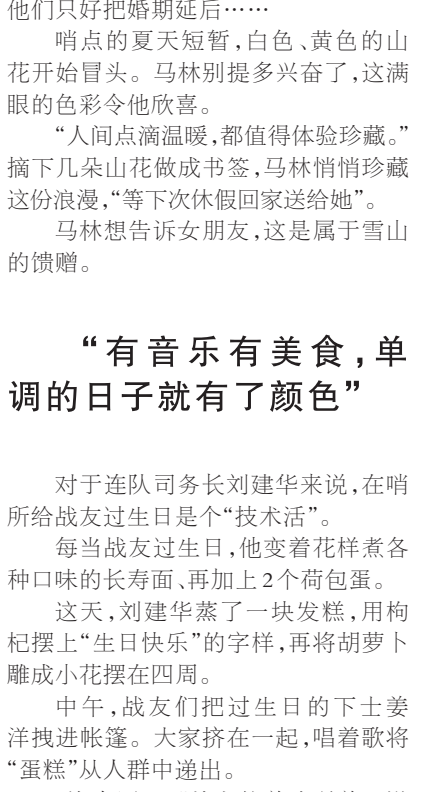 他们只好把婚期延后……
哨点的夏天短暂，白色、黄色的山
花开始冒头。马林别提多兴奋了，这满
眼的色彩令他欣喜。
“人间点滴温暖，都值得体验珍藏。”
摘下几朵山花做成书签，马林悄悄珍藏
这份浪漫，“等下次休假回家送给她”。
马林想告诉女朋友，这是属于雪山
的馈赠。
“有音乐有美食，单
调的日子就有了颜色”
对于连队司务长刘建华来说，在哨
所给战友过生日是个“技术活”。
每当战友过生日，他变着花样煮各
种口味的长寿面、再加上2个荷包蛋。
这天，刘建华蒸了一块发糕，用枸
杞摆上“生日快乐”的字样，再将胡萝卜
雕成小花摆在四周。
中午，战友们把过生日的下士姜
洋拽进帐篷。大家挤在一起，唱着歌将
“蛋糕”从人群中递出。